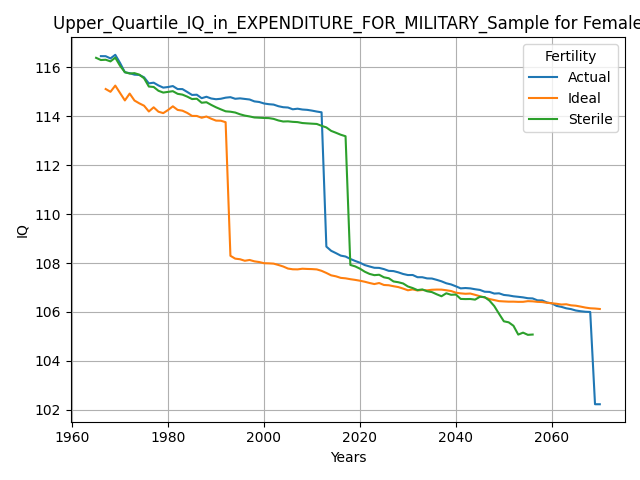 Upper_Quartile_IQ_in_EXPENDITURE_FOR_MILITARY_Sample for Female
Fertility
Actual
Ideal
Sterile
116
114
112
110
108
106
104
102
IQ
1960 1980 2000 2020 2040 2060
Years